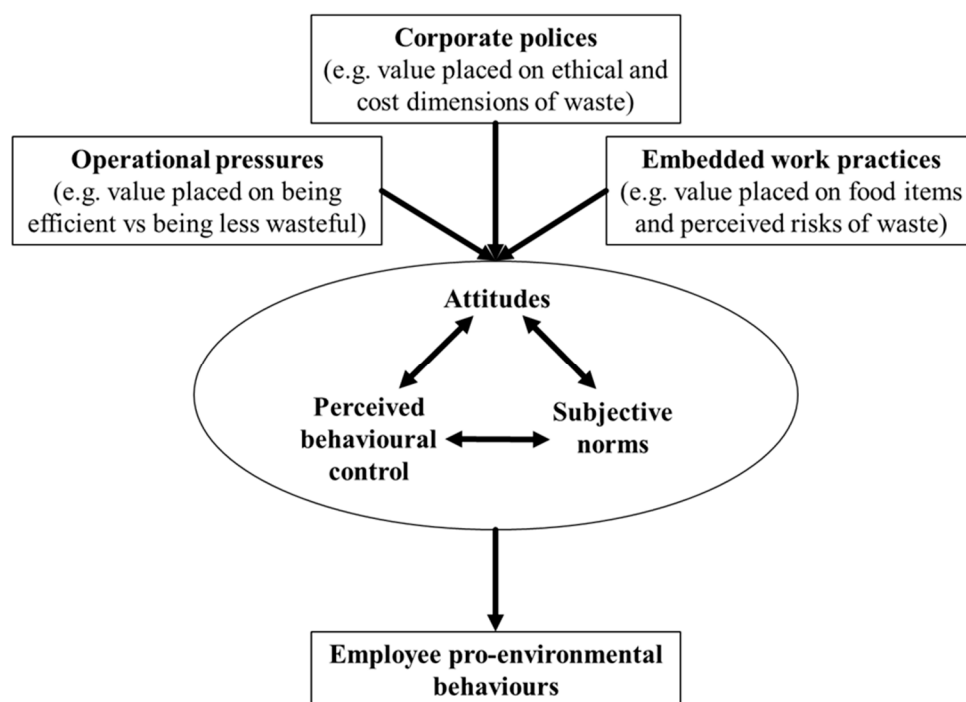 Corporate polices
(e.g. value placed on ethical and
cost dimensions of waste)
Operational pressures
(e.g. value placed on being
efficient vs being less wasteful)
Embedded work practices
(e.g. value placed on food items
and perceived risks of waste)
Attitudes
Perceived
behavioural
control
Subjective
norms
Employee pro-environmental
behaviours